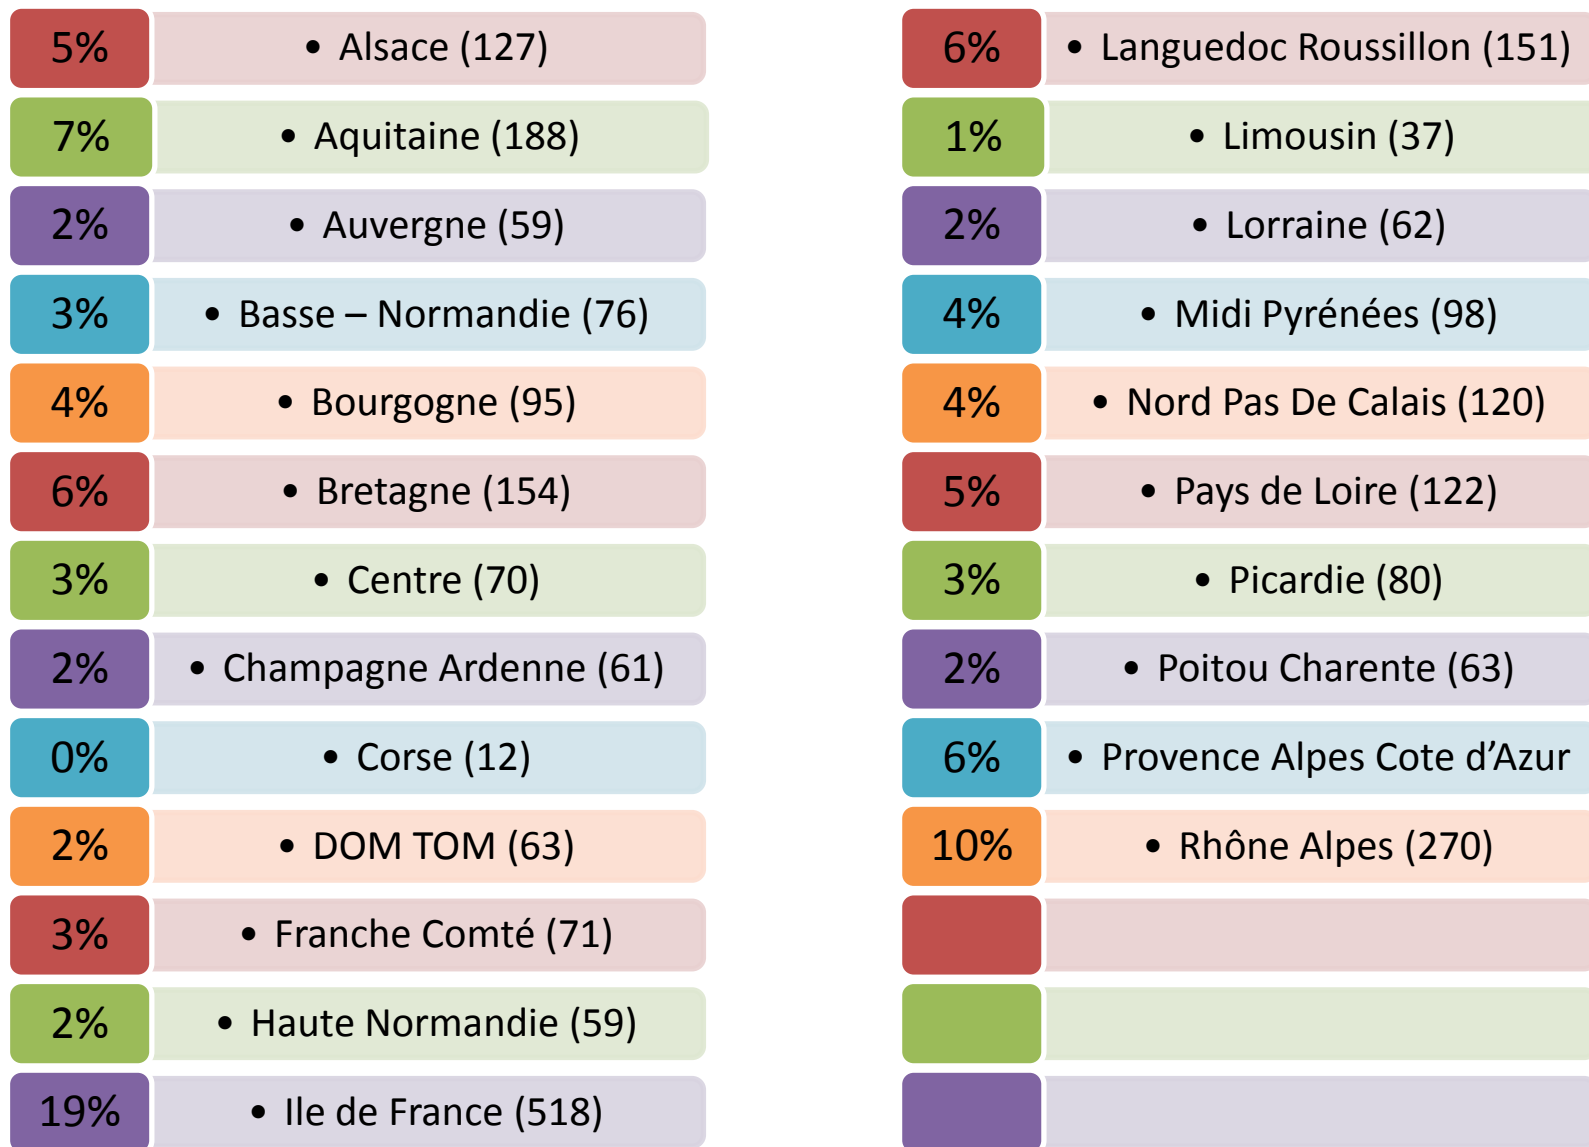 5% • Alsace (127)
7% • Aquitaine (188)
2% • Auvergne (59)
3% • Basse – Normandie (76)
4% • Bourgogne (95)
6% • Bretagne (154)
3% • Centre (70)
2% • Champagne Ardenne (61)
0% • Corse (12)
2% • DOM TOM (63)
3% • Franche Comté (71)
2% • Haute Normandie (59)
19% • Ile de France (518)
6% • Languedoc Roussillon (151)
1% • Limousin (37)
2% • Lorraine (62)
4% • Midi Pyrénées (98)
4% • Nord Pas De Calais (120)
5% • Pays de Loire (122)
3% • Picardie (80)
2% • Poitou Charente (63)
6% • Provence Alpes Cote d’Azur
10% • Rhône Alpes (270)